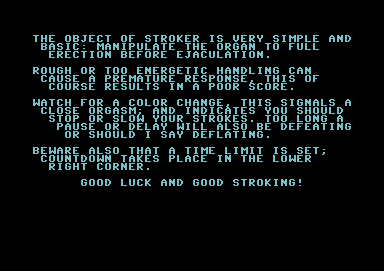 THE OBJECT OF STROKER IS VERY SIMPLE AND
BASIC: MANIPULATE THE ORGAN TO FULL
ERECTION BEFORE EJACULATION.
ROUGH OR TOO ENERGETIC HANDLING CAN
CAUSE A PREMATURE RESPONSE, THIS OF
COURSE RESULTS IN A POOR SCORE.
WATCH FOR A COLOR CHANGE, THIS SIGNALS A
CLOSE ORGASM; AND INDICATES YOU SHOULD
STOP OR SLOW YOUR STROKES. TOO LONG A
PAUSE OR DELAY WILL ALSO BE DEFEATING
OR SHOULD I SAY DEFLATING.
BEWARE ALSO THAT A TIME LIMIT IS SET;
COUNTDOWN TAKES PLACE IN THE LOWER
RIGHT CORNER.
GOOD LUCK AND GOOD STROKING!